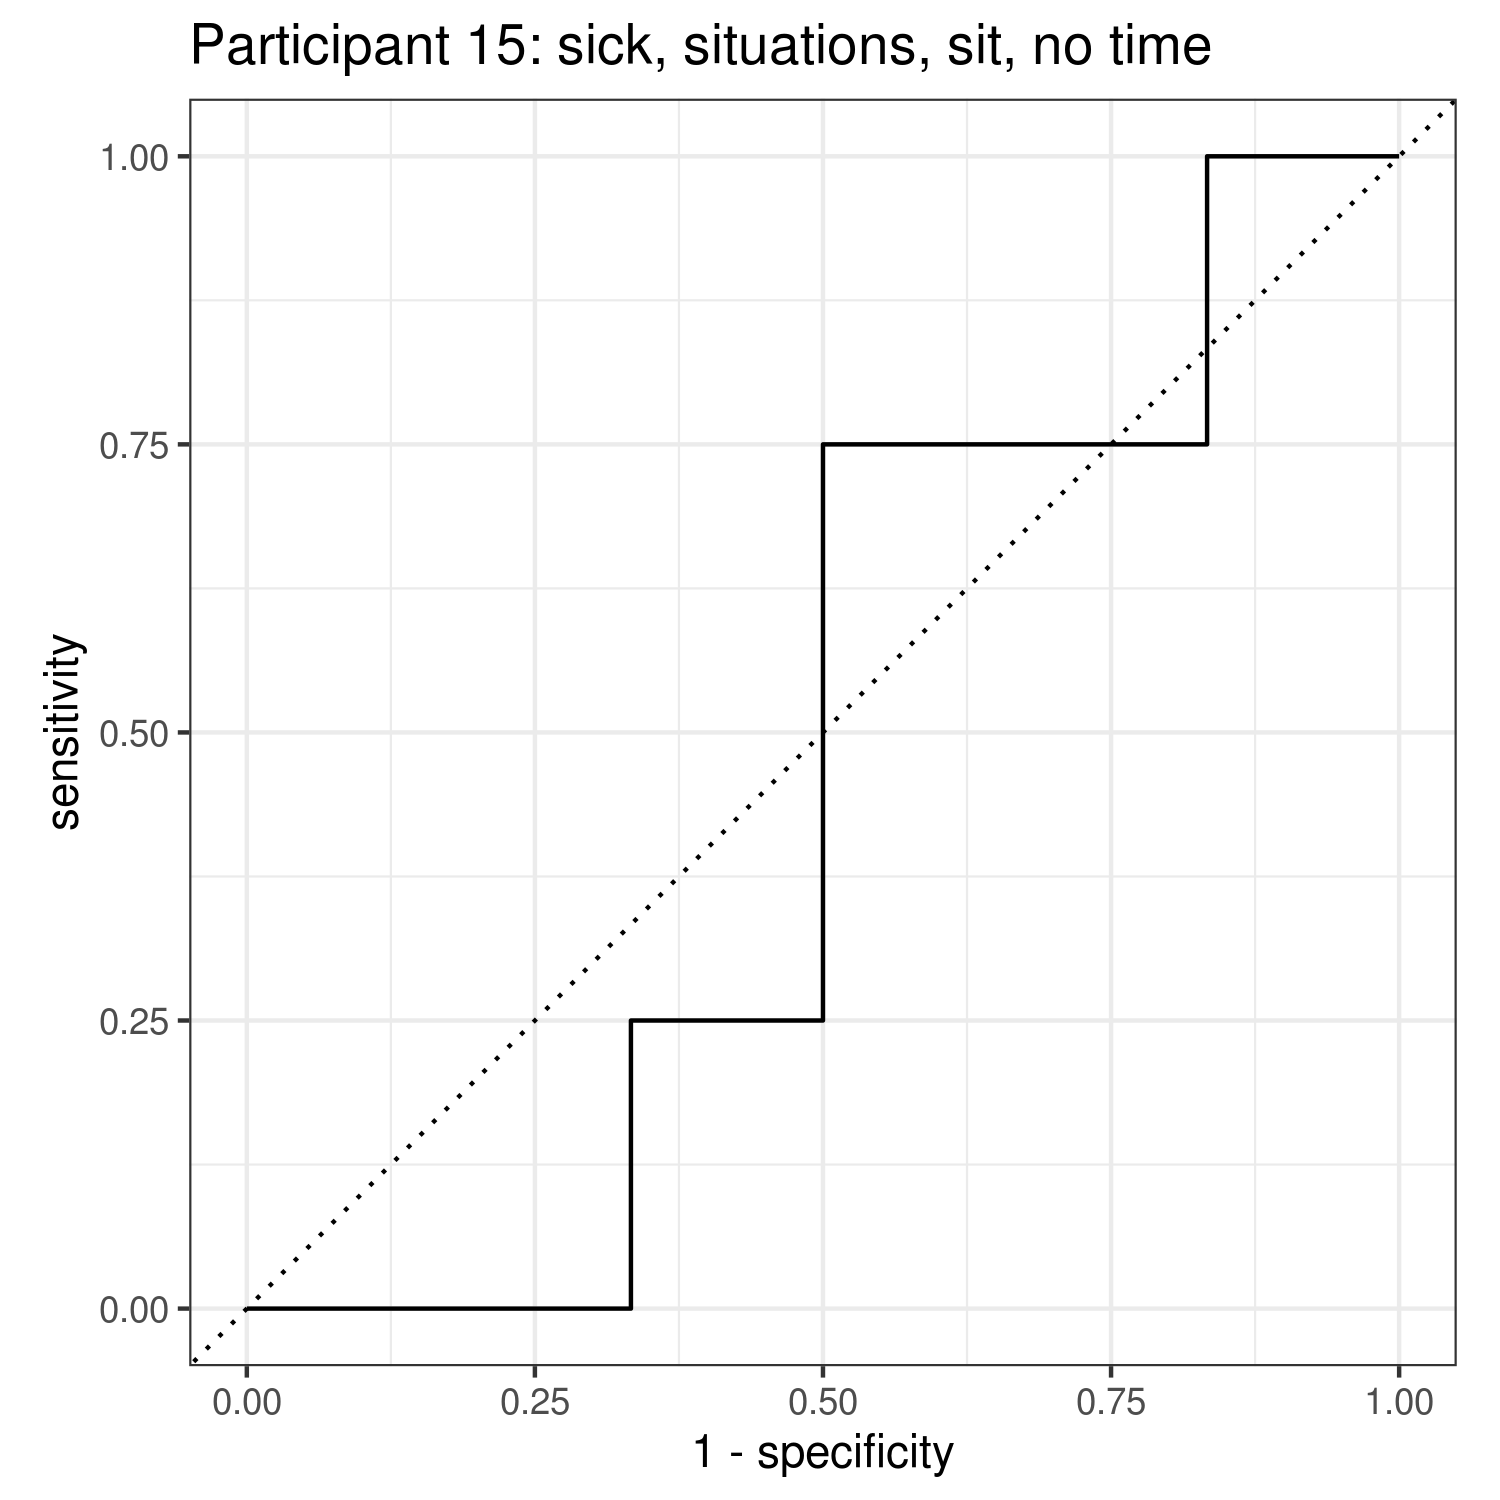 Participant 15: sick, situations, sit, no time
1.00
0.75
0.50
0.25
0.00
sensitivity
0.00 0.25 0.50 0.75 1.00
1 - specificity